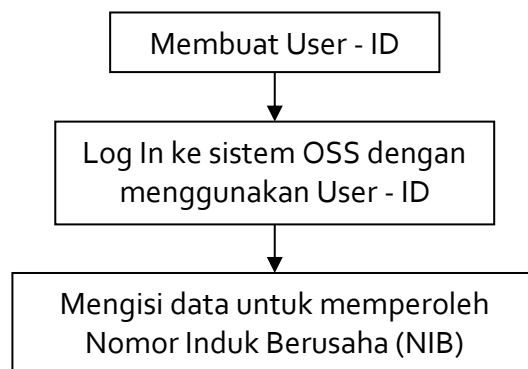 Membuat User - ID
Log In ke sistem OSS dengan
menggunakan User - ID
Mengisi data untuk memperoleh
Nomor Induk Berusaha (NIB)